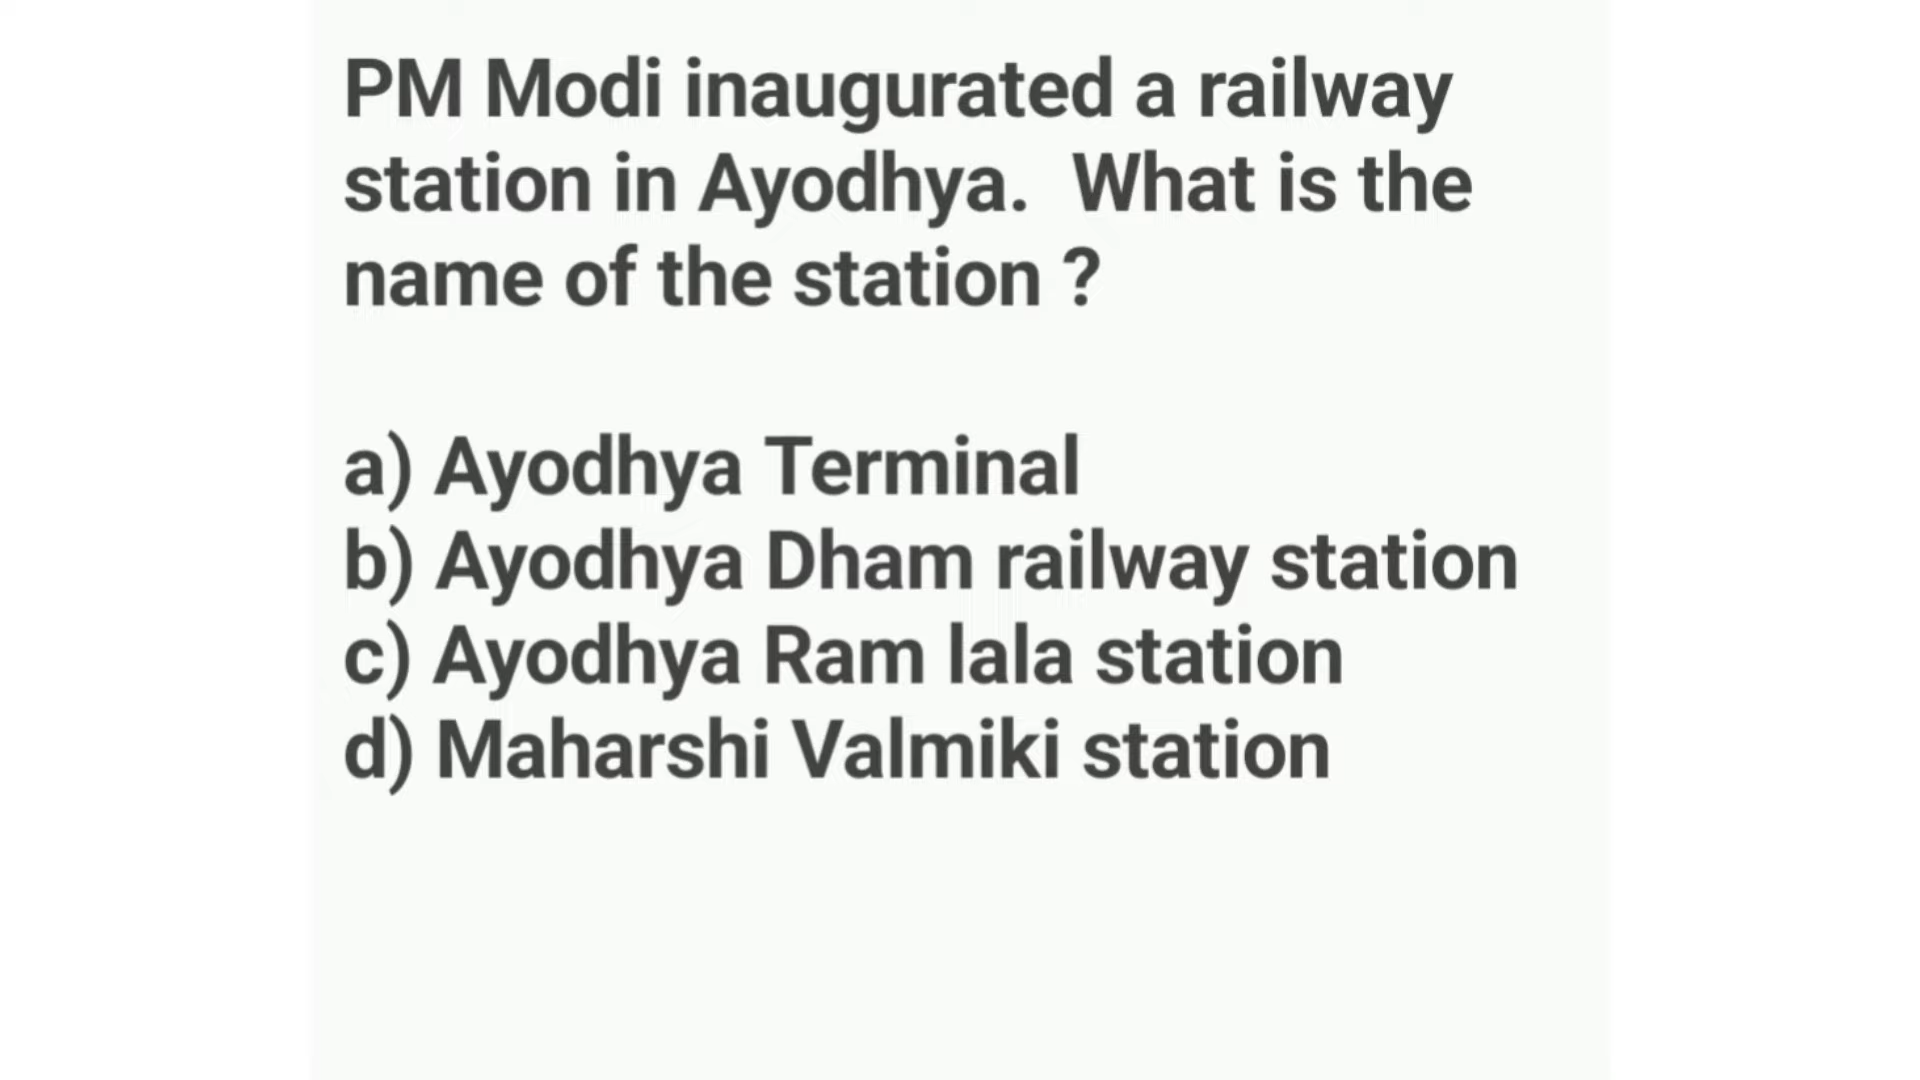 PM Modi inaugurated a railway
station in Ayodhya.  What is the
name of the station ?
a) Ayodhya Terminal
b) Ayodhya Dham railway station
c) Ayodhya Ram lala station
d) Maharshi Valmiki station